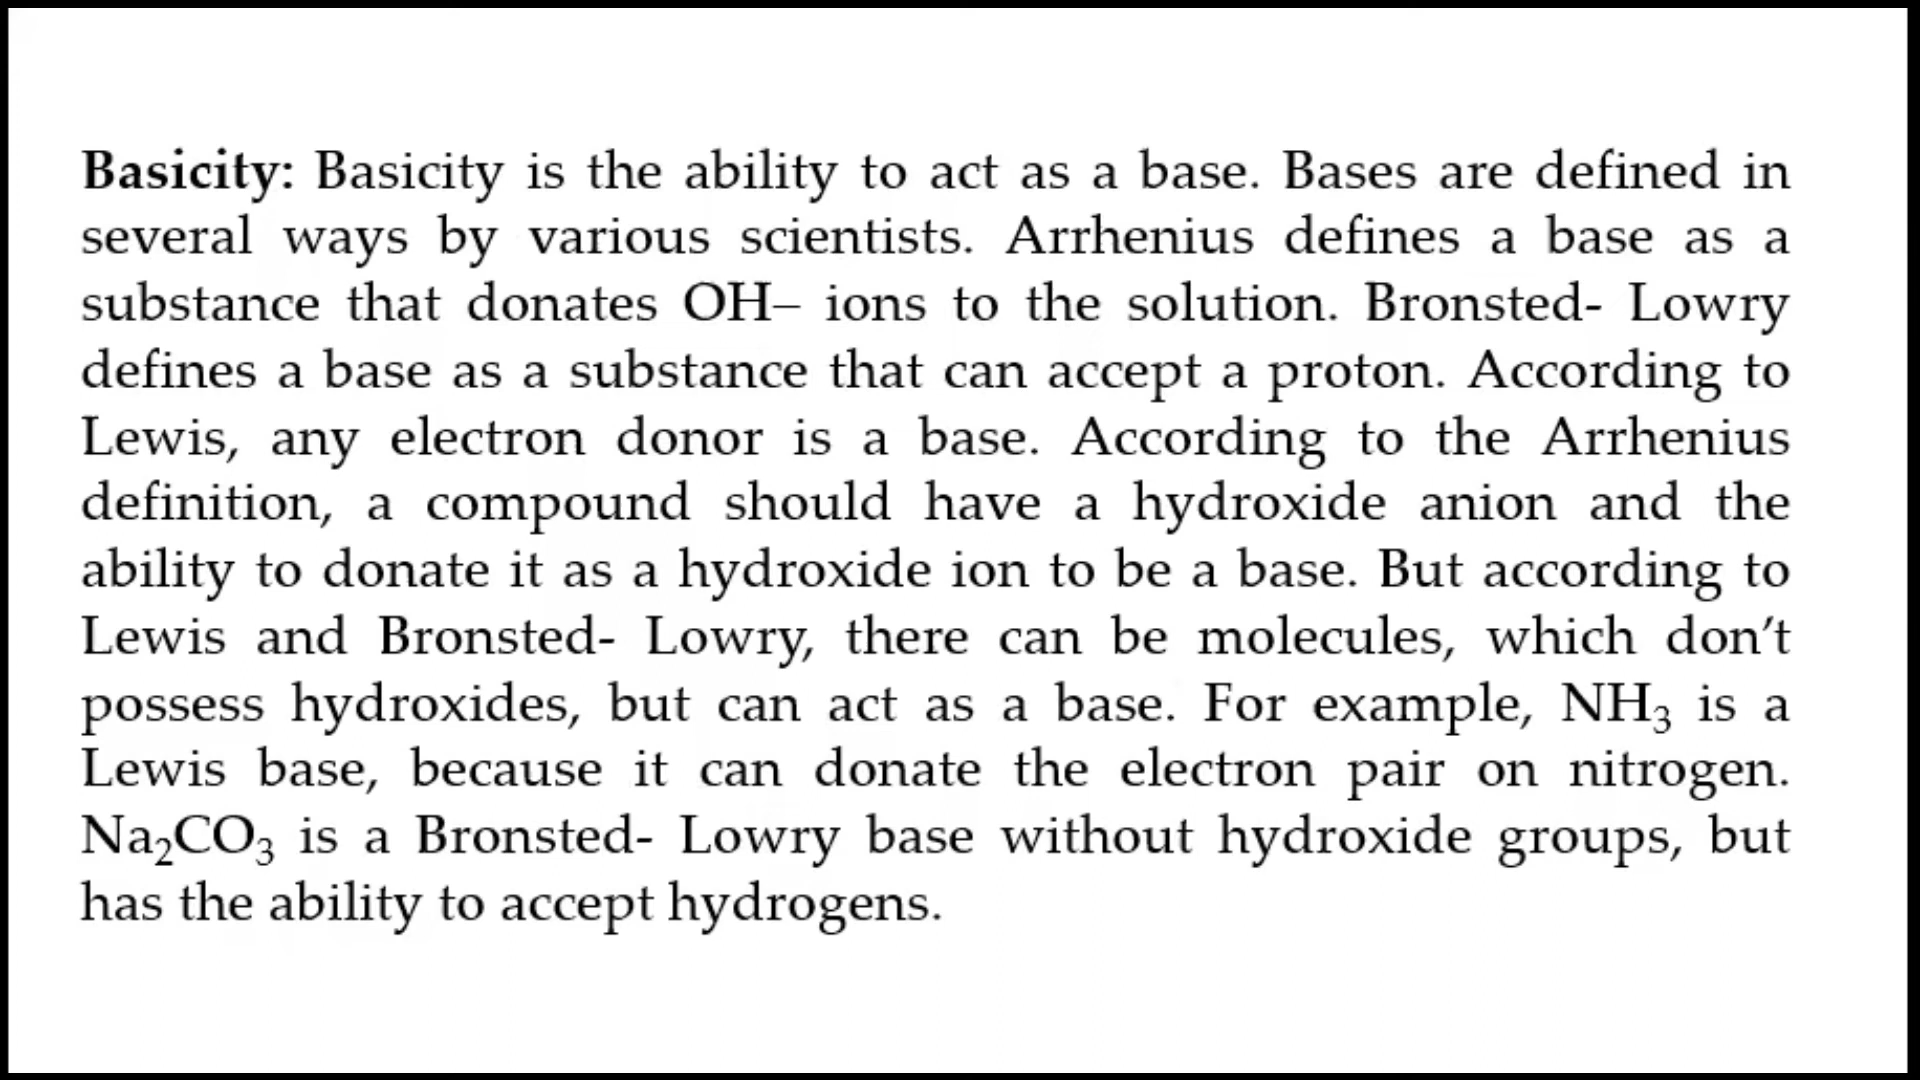 Basicity: Basicity is the ability to act as a base. Bases are defined in
several ways by various scientists. Arrhenius defines a base as a
substance that donates OH– ions to the solution. Bronsted- Lowry
defines a base as a substance that can accept a proton. According to
Lewis, any electron donor is a base. According to the Arrhenius
definition, a compound should have a hydroxide anion and the
ability to donate it as a hydroxide ion to be a base. But according to
Lewis and Bronsted- Lowry, there can be molecules, which don’t
possess hydroxides, but can act as a base. For example, NH₃ is a
Lewis base, because it can donate the electron pair on nitrogen.
Na₂CO₃ is a Bronsted- Lowry base without hydroxide groups, but
has the ability to accept hydrogens.